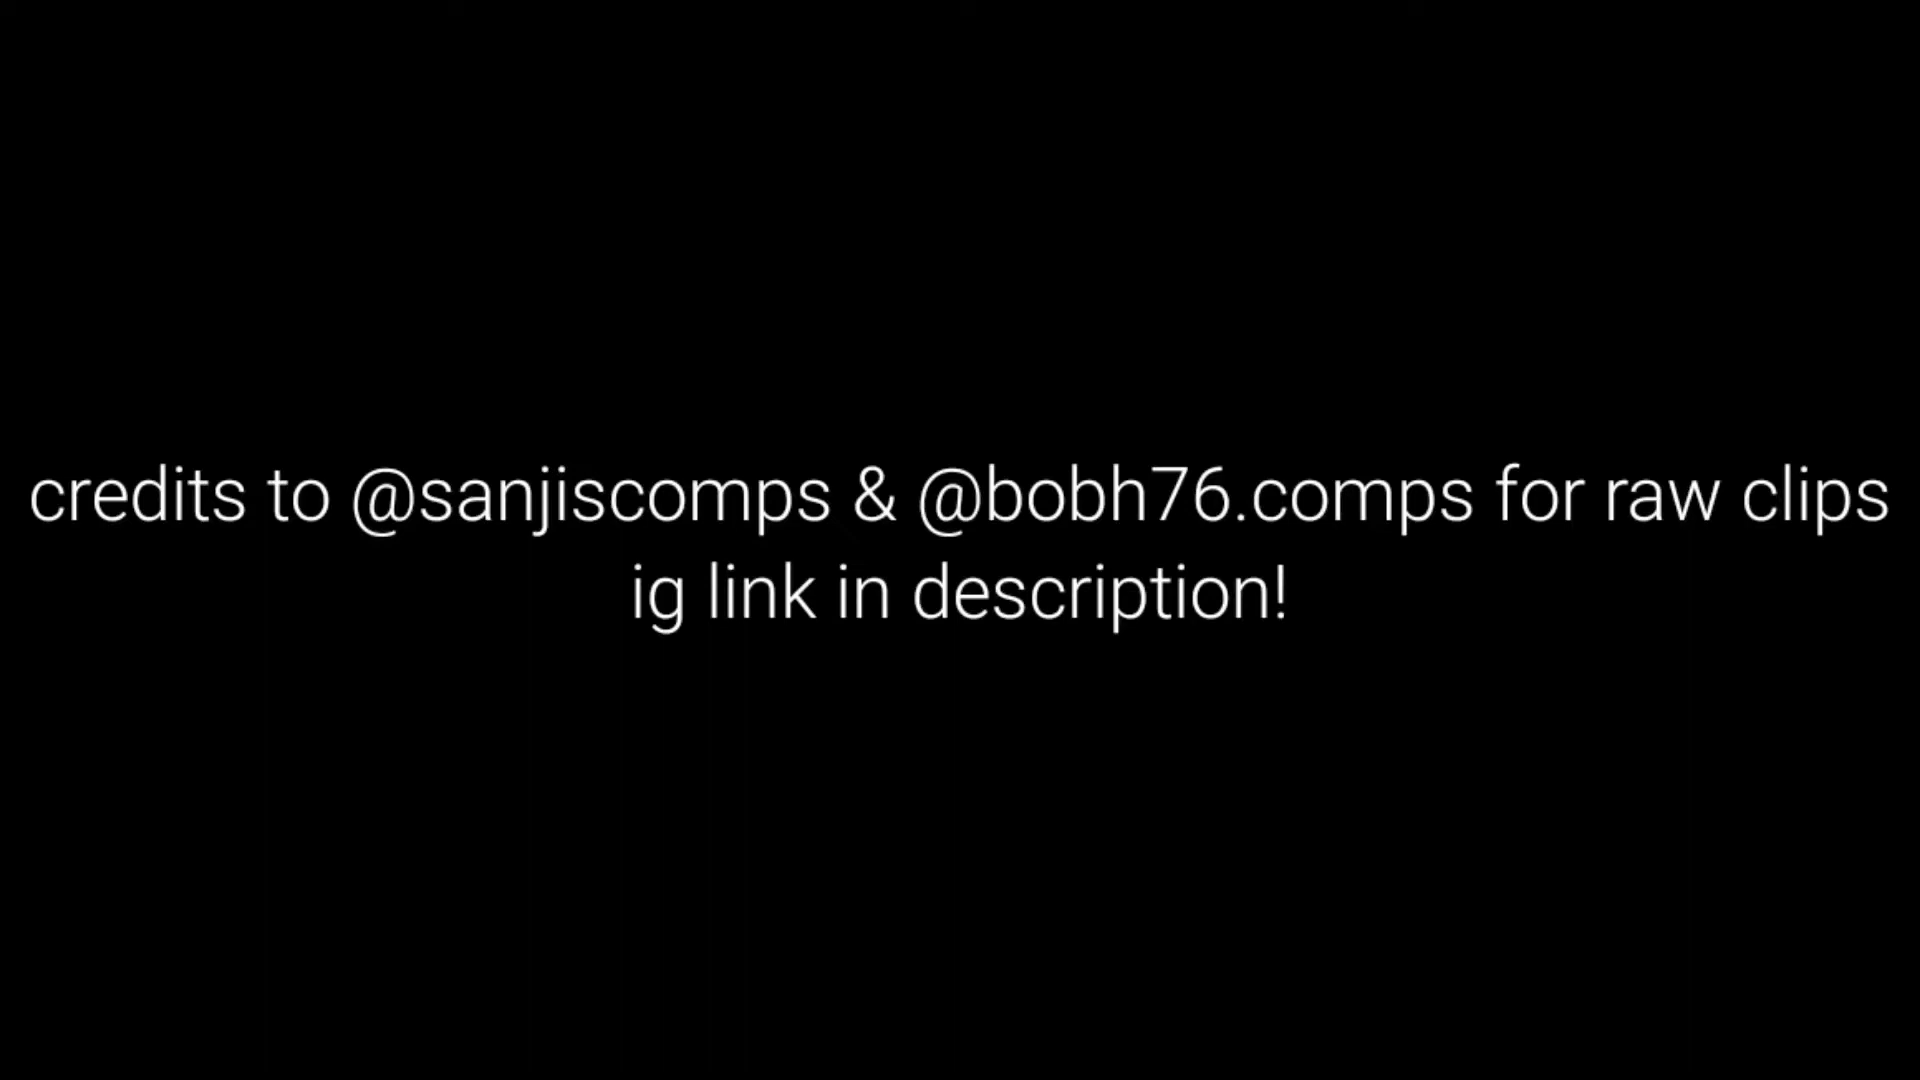 credits to @sanjiscomps & @bobh76.comps for raw clips
ig link in description!